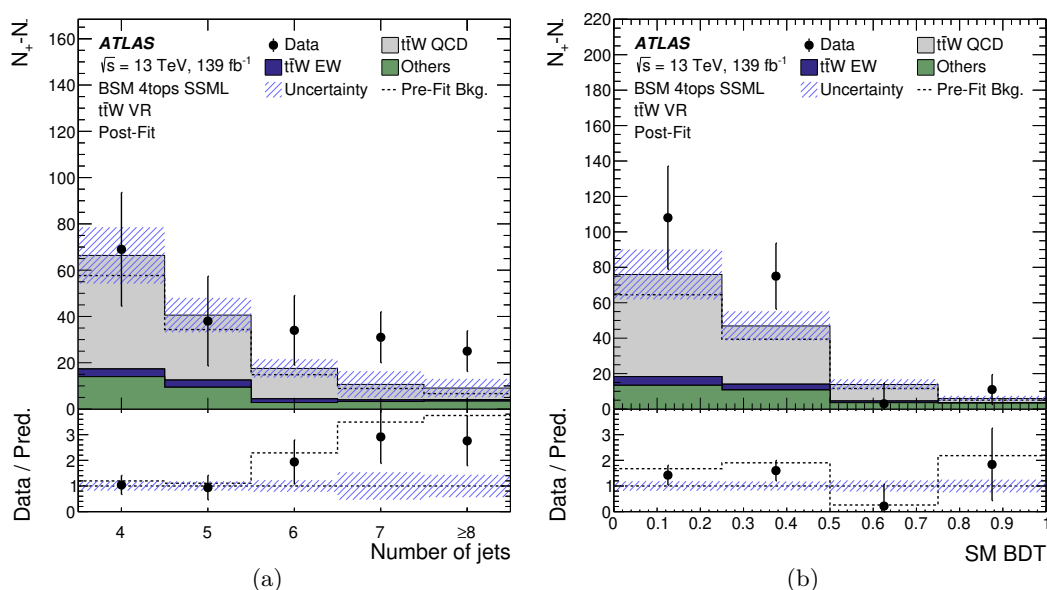 N₊-N₋
160
140
120
100
80
60
40
20
0
ATLAS
√s = 13 TeV, 139 fb⁻¹
BSM 4tops SSML
tt̄W VR
Post-Fit
Data
tt̄W QCD
tt̄W EW
Others
Uncertainty
Pre-Fit Bkg.
Data / Pred.
3
2
1
0
4 5 6 7 ≥8
Number of jets
(a)
N₊-N₋
220
200
180
160
140
120
100
80
60
40
20
0
ATLAS
√s = 13 TeV, 139 fb⁻¹
BSM 4tops SSML
tt̄W VR
Post-Fit
Data
tt̄W QCD
tt̄W EW
Others
Uncertainty
Pre-Fit Bkg.
Data / Pred.
3
2
1
0
0 0.1 0.2 0.3 0.4 0.5 0.6 0.7 0.8 0.9 1
SM BDT
(b)